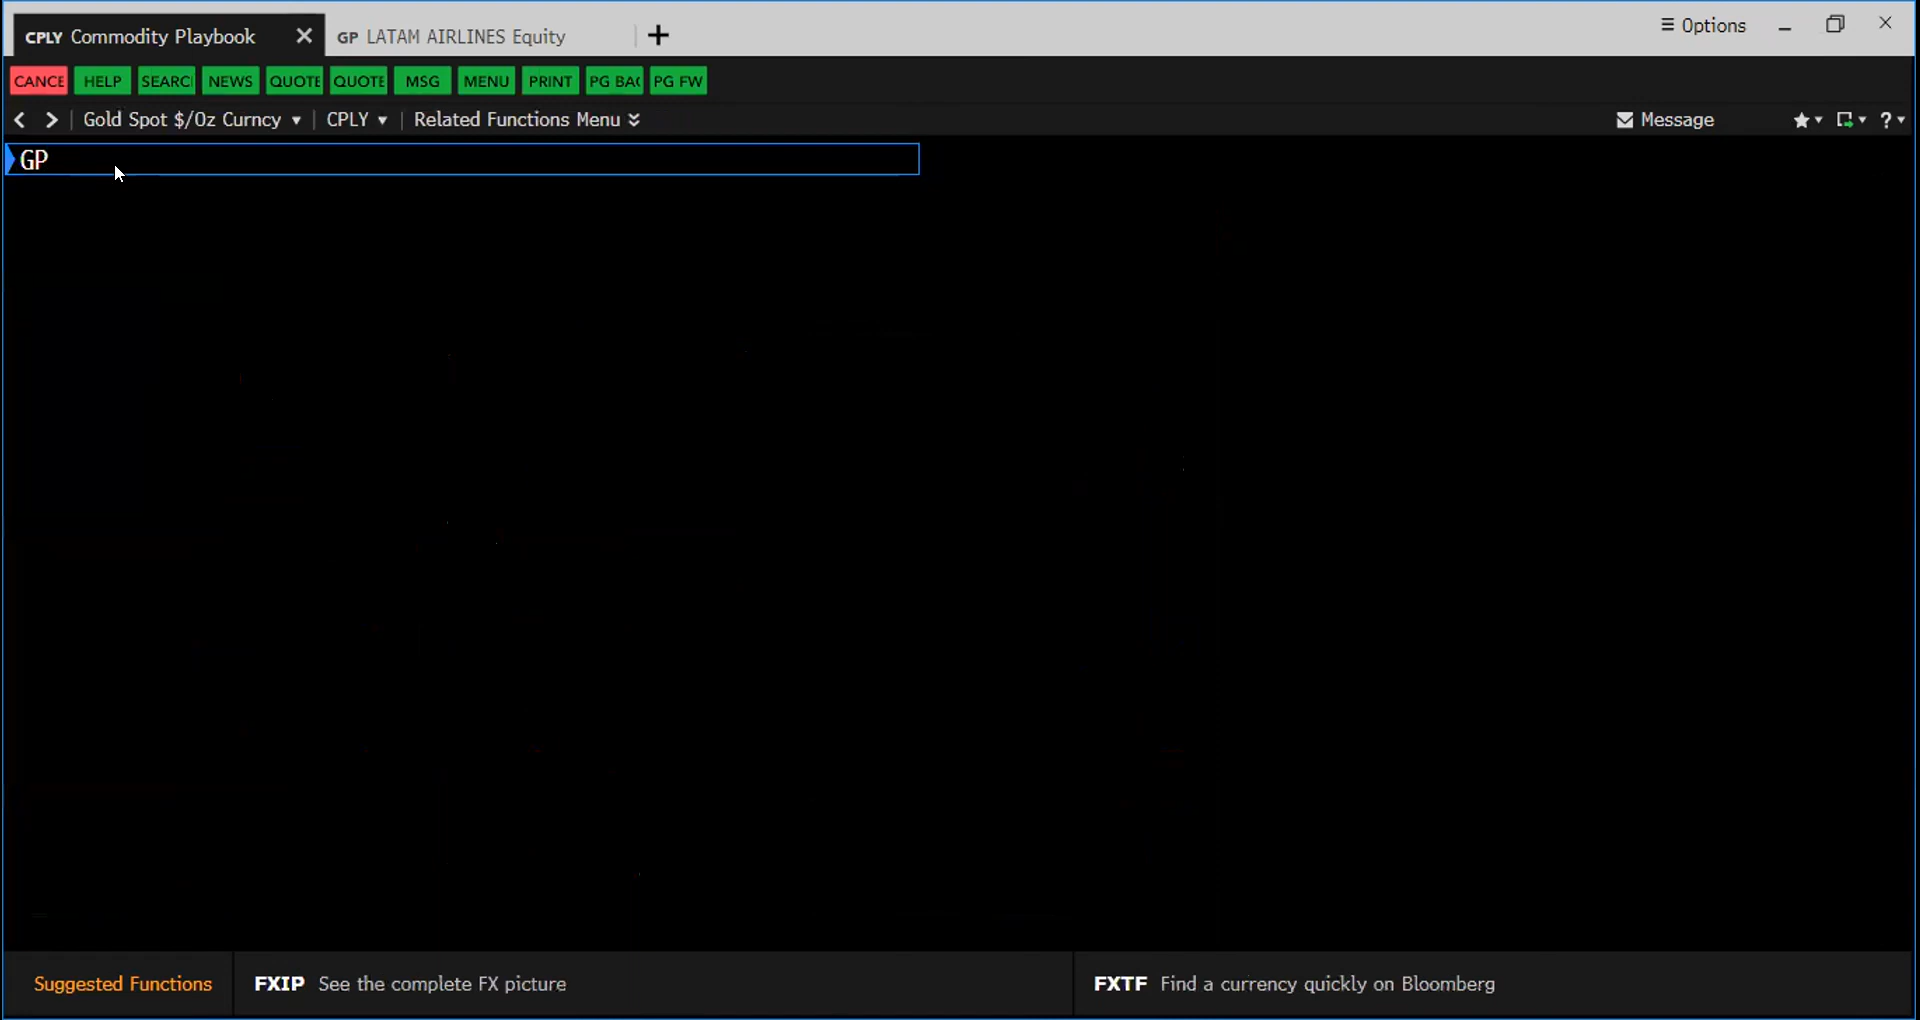 CPLY Commodity Playbook GP LATAM AIRLINES Equity Options
CANCE HELP SEARC NEWS QUOTE QUOTE MSG MENU PRINT PG BAC PG FW
Gold Spot $/Oz Curncy CPLY Related Functions Menu Message ?
GP
Suggested Functions FXIP See the complete FX picture FXTF Find a currency quickly on Bloomberg